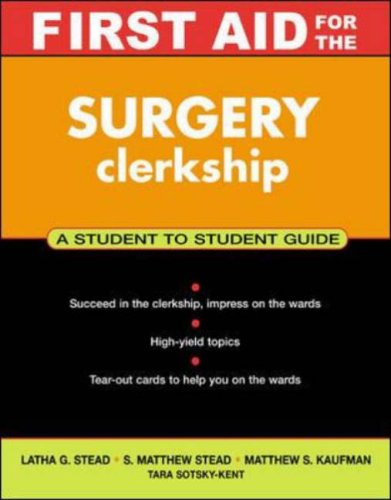 FIRST AID FOR THE
SURGERY
clerkship
A STUDENT TO STUDENT GUIDE
Succeed in the clerkship, impress on the wards
High-yield topics
Tear-out cards to help you on the wards
LATHA G. STEAD • S. MATTHEW STEAD • MATTHEW S. KAUFMAN
TARA SOTSKY-KENT